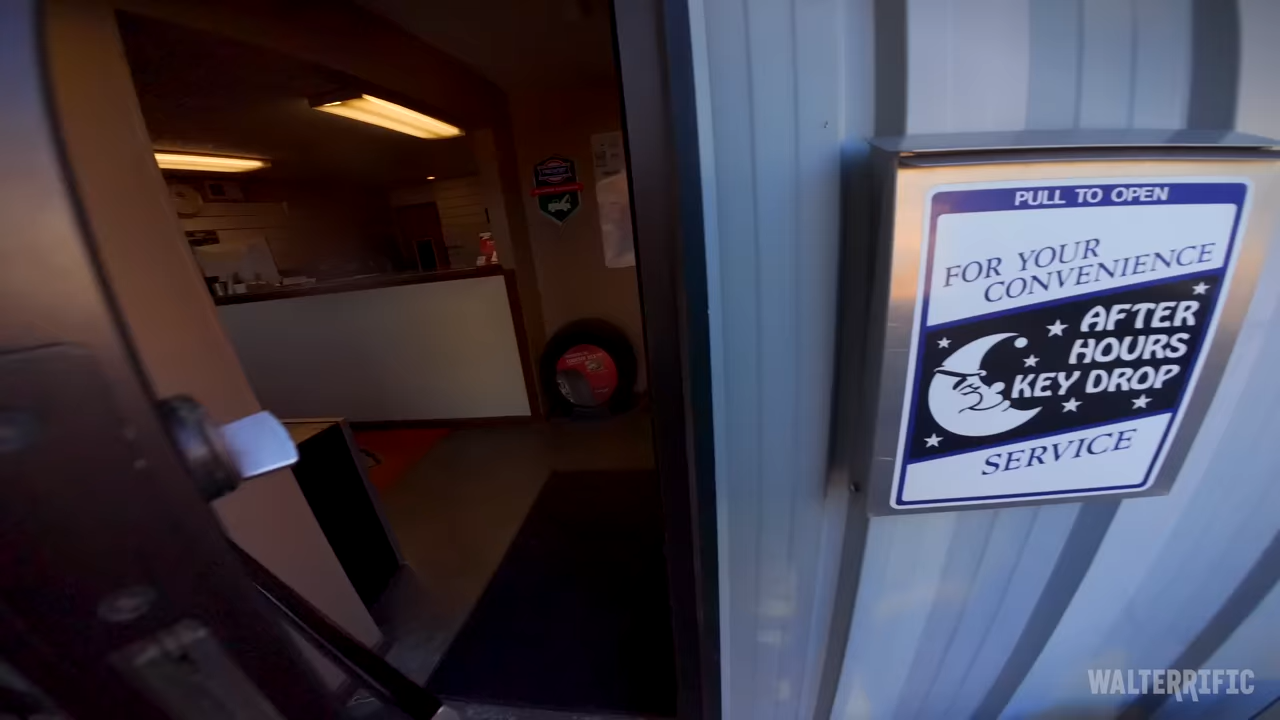 PULL TO OPEN
FOR YOUR
CONVENIENCE
AFTER
HOURS
KEY DROP
SERVICE
WALTERRIFIC